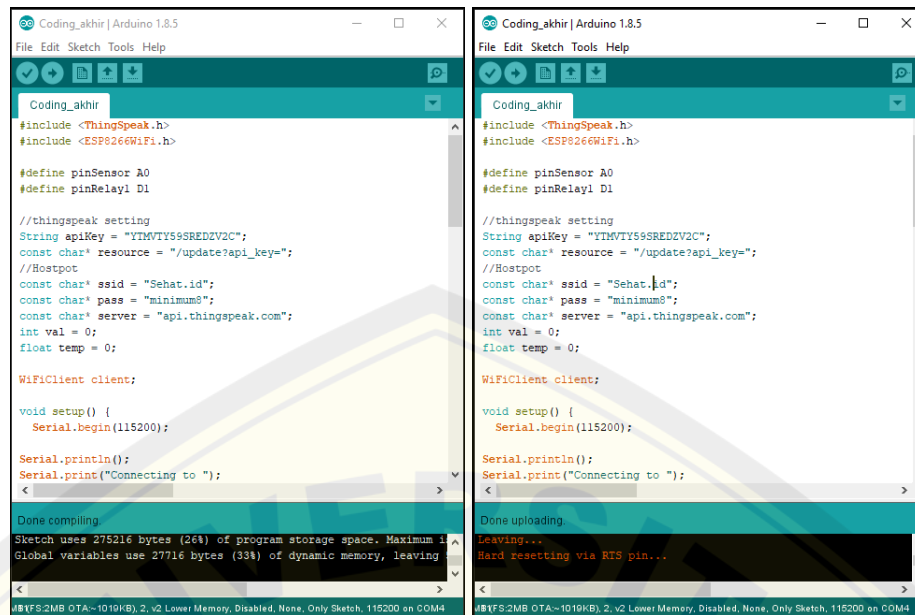 Coding_akhir | Arduino 1.8.5
File Edit Sketch Tools Help
Coding_akhir
#include <ThingSpeak.h>
#include <ESP8266WiFi.h>
#define pinSensor A0
#define pinRelay1 D1
//thingspeak setting
String apiKey = "YTMVTY59SREDZV2C";
const char* resource = "/update?api_key=";
//Hostpot
const char* ssid = "Sehat.id";
const char* pass = "minimum8";
const char* server = "api.thingspeak.com";
int val = 0;
float temp = 0;
WiFiClient client;
void setup() {
Serial.begin(115200);
Serial.println();
Serial.print("Connecting to ");
Done compiling.
Sketch uses 275216 bytes (26%) of program storage space. Maximum
Global variables use 27716 bytes (33%) of dynamic memory, leaving
(FS:2MB OTA:~1019KB), 2, v2 Lower Memory, Disabled, None, Only Sketch, 115200 on COM4
Coding_akhir | Arduino 1.8.5
File Edit Sketch Tools Help
Coding_akhir
#include <ThingSpeak.h>
#include <ESP8266WiFi.h>
#define pinSensor A0
#define pinRelay1 D1
//thingspeak setting
String apiKey = "YTMVTY59SREDZV2C";
const char* resource = "/update?api_key=";
//Hostpot
const char* ssid = "Sehat.id";
const char* pass = "minimum8";
const char* server = "api.thingspeak.com";
int val = 0;
float temp = 0;
WiFiClient client;
void setup() {
Serial.begin(115200);
Serial.println();
Serial.print("Connecting to ");
Done uploading.
Leaving...
Hard resetting via RTS pin...
(FS:2MB OTA:~1019KB), 2, v2 Lower Memory, Disabled, None, Only Sketch, 115200 on COM4